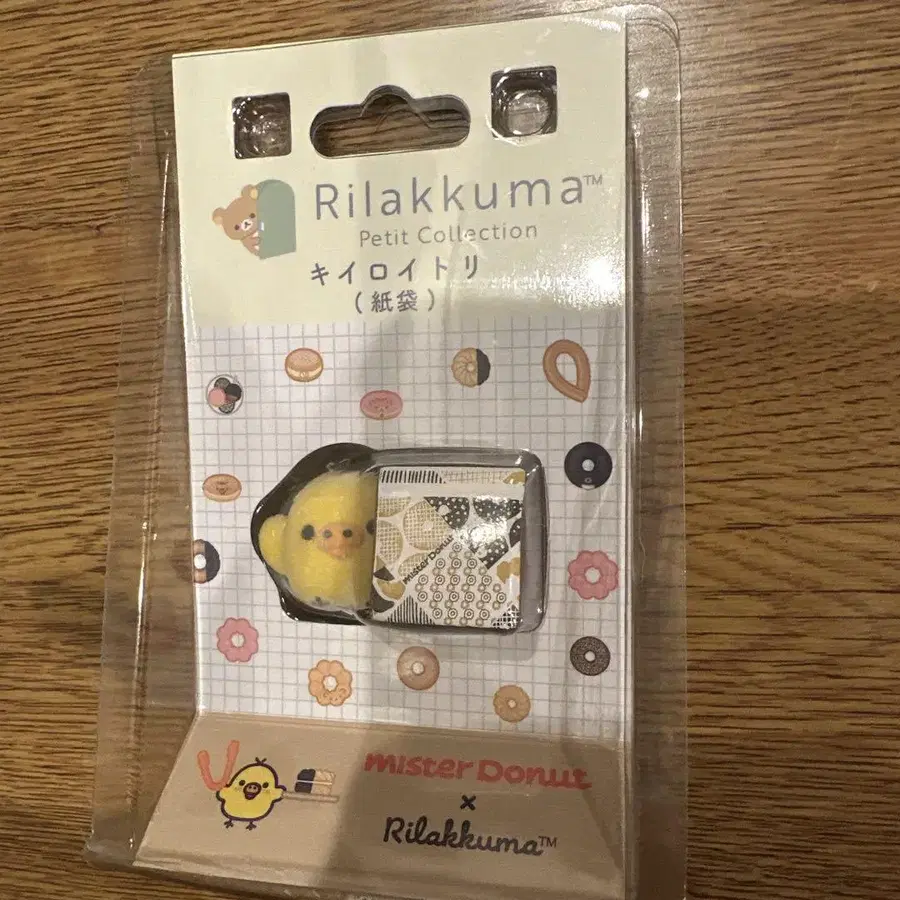 Rilakkuma™
Petit Collection
キイロイトリ
(紙袋)
Mister Donut
Mister Donut
×
Rilakkuma™